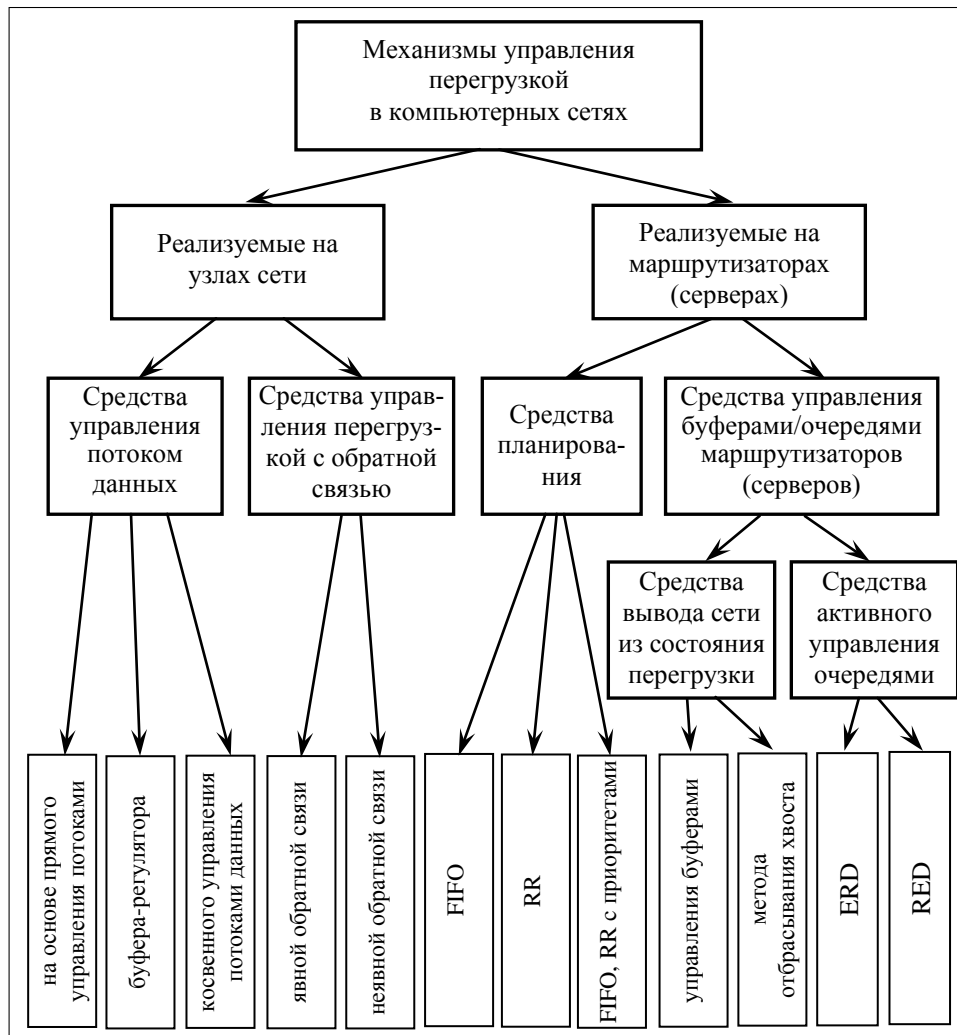 Механизмы управления
перегрузкой
в компьютерных сетях
Реализуемые на
узлах сети
Реализуемые на
маршрутизаторах
(серверах)
Средства
управления
потоком
данных
Средства управ-
ления перегруз-
кой с обратной
связью
Средства
планирова-
ния
Средства управления
буферами/очередями
маршрутизаторов
(серверов)
Средства
вывода сети
из состояния
перегрузки
Средства
активного
управления
очередями
на основе прямого
управления потоками
буфера-регулятора
косвенного управления
потоками данных
явной обратной связи
неявной обратной связи
FIFO
RR
FIFO, RR с приоритетами
управления буферами
метода
отбрасывания хвоста
ERD
RED